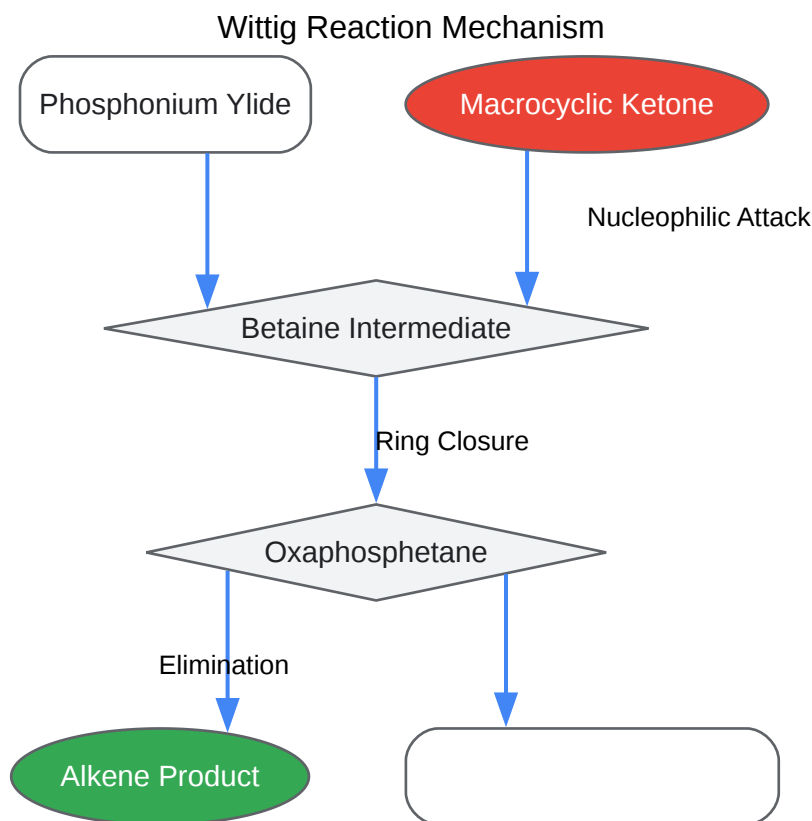 Wittig Reaction Mechanism
Phosphonium Ylide
Macrocyclic Ketone
Nucleophilic Attack
Betaine Intermediate
Ring Closure
Oxaphosphetane
Elimination
Alkene Product